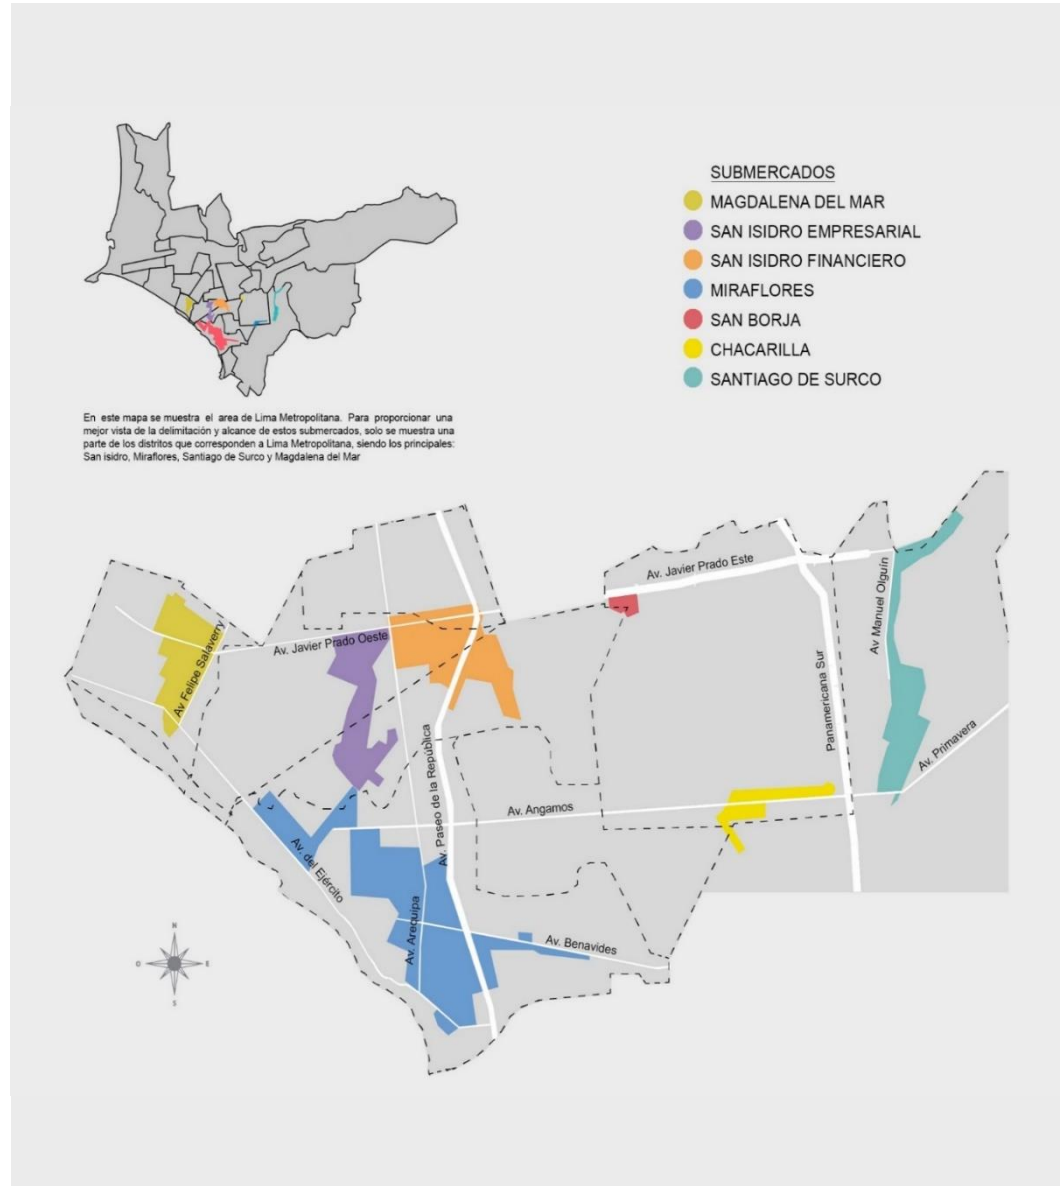 SUBMERCADOS
MAGDALENA DEL MAR
SAN ISIDRO EMPRESARIAL
SAN ISIDRO FINANCIERO
MIRAFLORES
SAN BORJA
CHACARILLA
SANTIAGO DE SURCO
En este mapa se muestra el area de Lima Metropolitana. Para proporcionar una
mejor vista de la delimitación y alcance de estos submercados, solo se muestra una
parte de los distritos que corresponden a Lima Metropolitana, siendo los principales:
San isidro, Miraflores, Santiago de Surco y Magdalena del Mar
Av. Javier Prado Este
Av Manuel Olguín
Av. Javier Prado Oeste
Av Felipe Salaverry
Panamericana Sur
Av. Primavera
Av. Paseo de la República
Av. Angamos
Av. del Ejército
Av. Arequipa
Av. Benavides
N
O
E
S